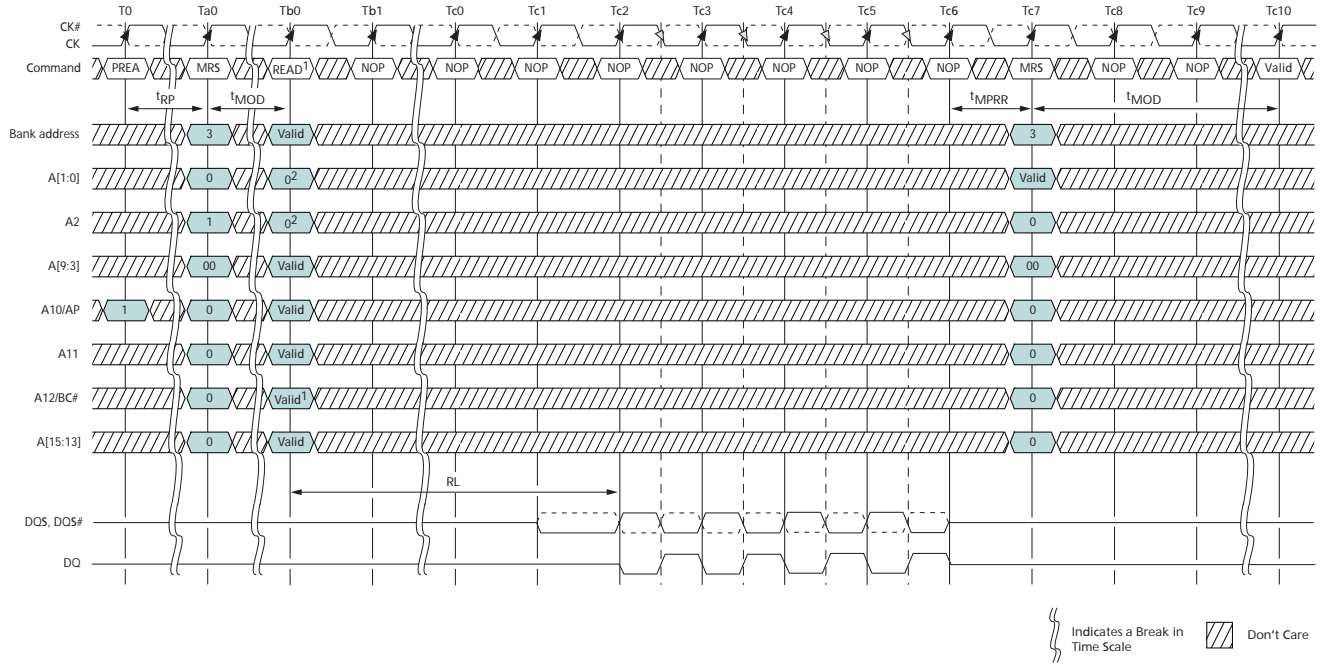 T0 Ta0 Tb0 Tb1 Tc0 Tc1 Tc2 Tc3 Tc4 Tc5 Tc6 Tc7 Tc8 Tc9 Tc10
CK#
CK
Command PREA MRS READ1 NOP NOP NOP NOP NOP NOP NOP NOP MRS NOP NOP Valid
tRP tMOD tMPRR tMOD
Bank address 3 Valid 3
A[1:0] 0 02 Valid
A2 1 02 0
A[9:3] 00 Valid 00
A10/AP 1 0 Valid 0
A11 0 Valid 0
A12/BC# 0 Valid1 0
A[15:13] 0 Valid 0
RL
DQS, DQS#
DQ
Indicates a Break in
Time Scale
Don't Care